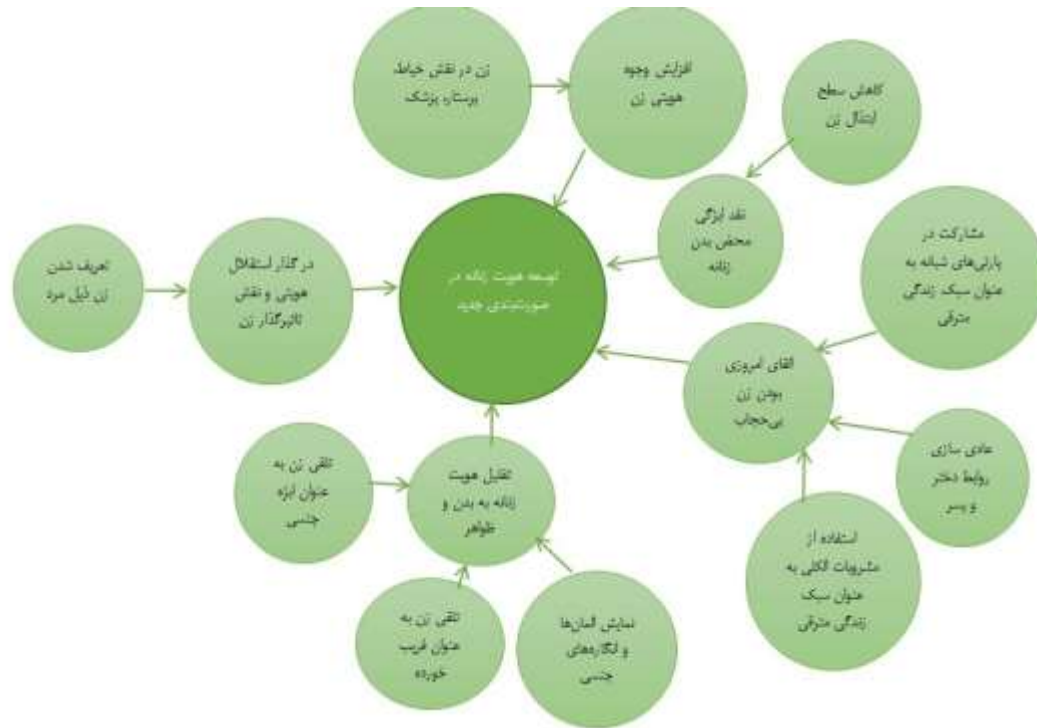 زن در نقش خیاط،
پرستار، پزشک
افزایش وجوه
هویتی زن
کاهش سطح
ابتذال زن
نقد ابژگی
محض بدن
زنانه
مشارکت در
پارتی‌های شبانه به
عنوان سبک زندگی
مترقی
توسعه هویت زنانه در
صورتبندی جدید
در گذار استقلال
هویتی و نقش
تاثیرگذار زن
تعریف شدن
زن ذیل مرد
القای امروزی
بودن زن
بی‌حجاب
عادی سازی
روابط دختر
و پسر
استفاده از
مشروبات الکلی به
عنوان سبک
زندگی مترقی
تقلیل هویت
زنانه به بدن و
ظواهر
تلقی زن به
عنوان ابژه
جنسی
تلقی زن به
عنوان فریب
خورده
نمایش المان‌ها
و انگاره‌های
جنسی